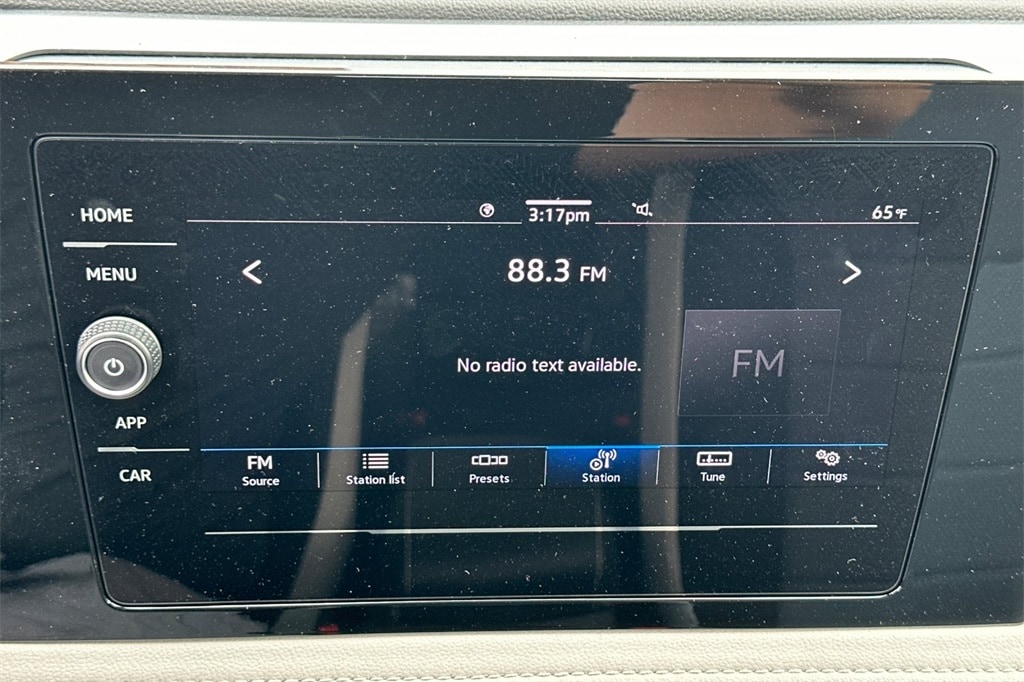 HOME
3:17pm
65°F
MENU
88.3 FM
No radio text available.
FM
APP
CAR
FM
Source
Station list
Presets
Station
Tune
Settings